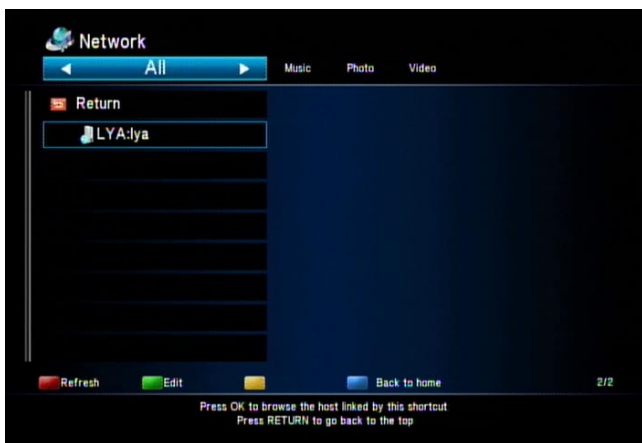 Network
All Music Photo Video
Return
LYA:lya
Refresh Edit Back to home 2/2
Press OK to browse the host linked by this shortcut
Press RETURN to go back to the top